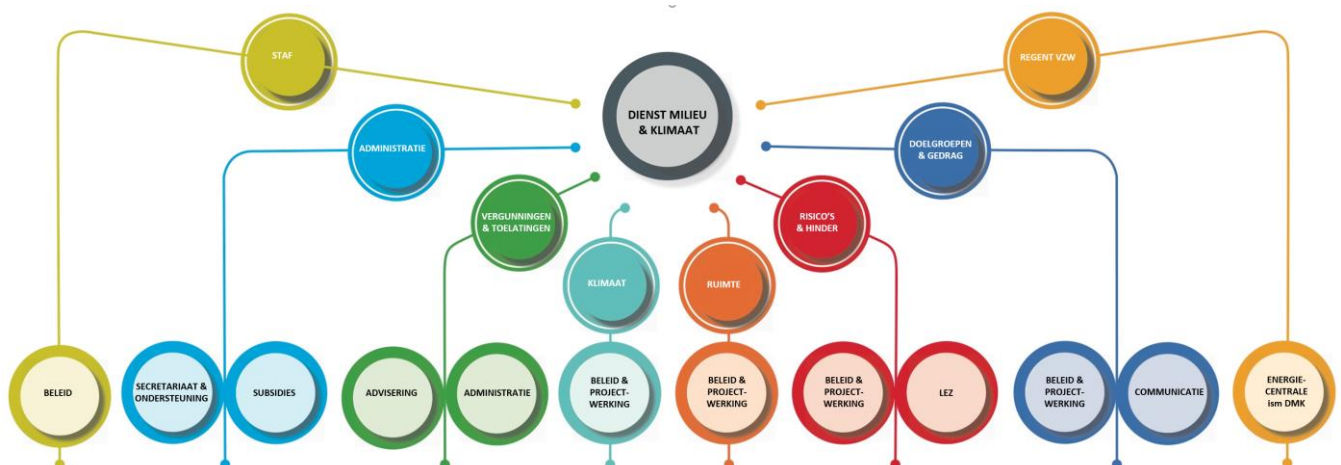 STAF
REGENT VZW
DIENST MILIEU
& KLIMAAT
ADMINISTRATIE
DOELGROEPEN
& GEDRAG
VERGUNNINGEN
& TOELATINGEN
RISICO'S
& HINDER
KLIMAAT
RUIMTE
BELEID
SECRETARIAAT &
ONDERSTEUNING
SUBSIDIES
ADVISERING
ADMINISTRATIE
BELEID &
PROJECT-
WERKING
BELEID &
PROJECT-
WERKING
BELEID &
PROJECT-
WERKING
LEZ
BELEID &
PROJECT-
WERKING
COMMUNICATIE
ENERGIE-
CENTRALE
ism DMK